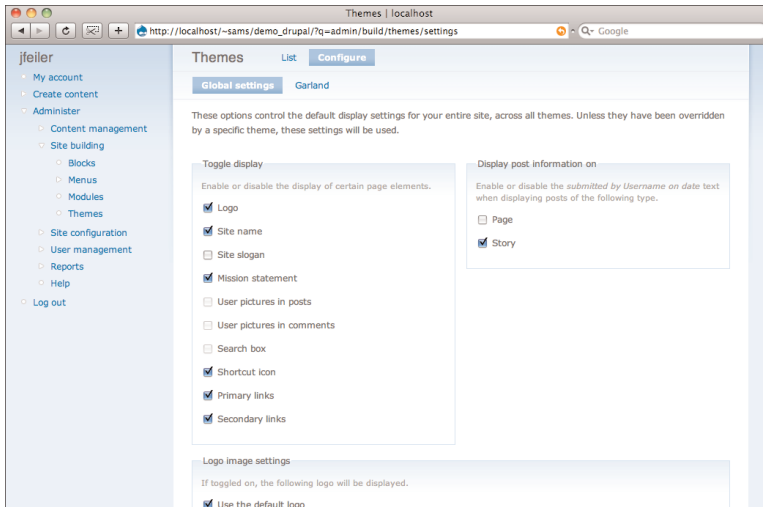 Themes | localhost
http://localhost/~sams/demo_drupal/?q=admin/build/themes/settings
Google
jfeiler
My account
Create content
Administer
Content management
Site building
Blocks
Menus
Modules
Themes
Site configuration
User management
Reports
Help
Log out
Themes List Configure
Global settings Garland
These options control the default display settings for your entire site, across all themes. Unless they have been overridden
by a specific theme, these settings will be used.
Toggle display
Enable or disable the display of certain page elements.
Logo
Site name
Site slogan
Mission statement
User pictures in posts
User pictures in comments
Search box
Shortcut icon
Primary links
Secondary links
Display post information on
Enable or disable the submitted by Username on date text
when displaying posts of the following type.
Page
Story
Logo image settings
If toggled on, the following logo will be displayed.
Use the default logo